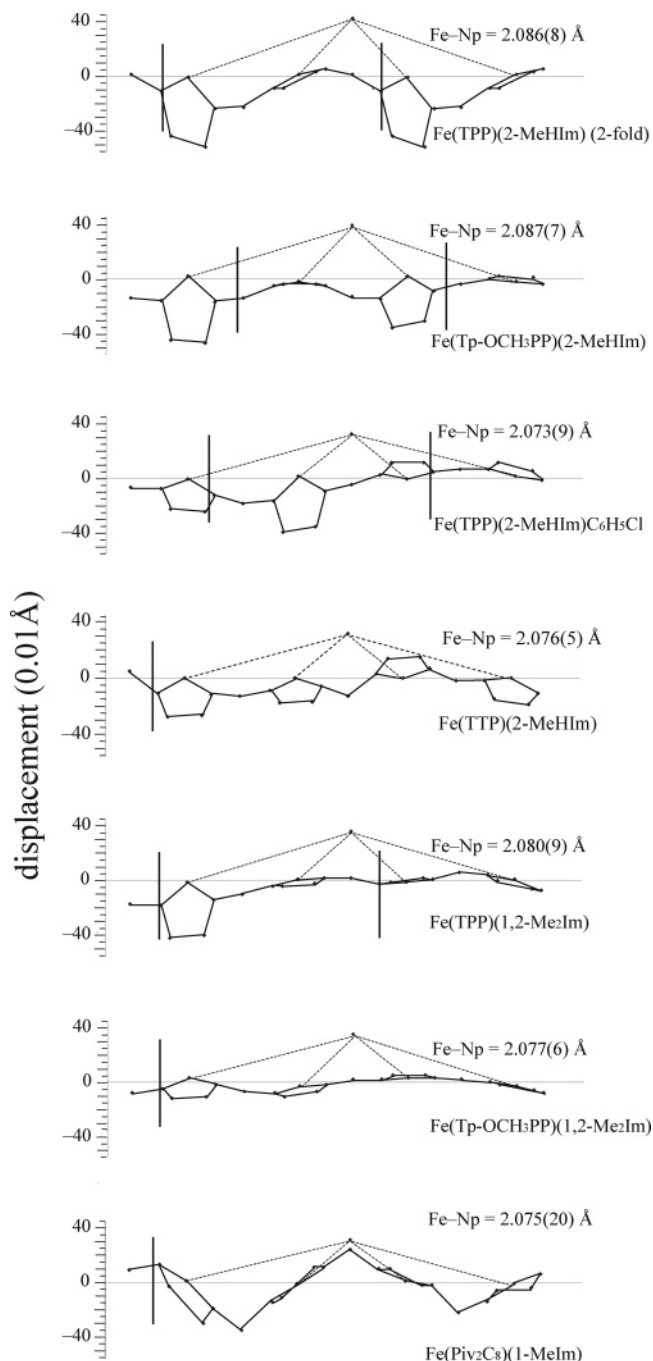 Fe–Np = 2.086(8) Å
40
0
–40
Fe(TPP)(2-MeHIm) (2-fold)
40
Fe–Np = 2.087(7) Å
0
–40
Fe(Tp-OCH₃PP)(2-MeHIm)
40
Fe–Np = 2.073(9) Å
0
–40
Fe(TPP)(2-MeHIm)C₆H₅Cl
displacement (0.01Å)
40
Fe–Np = 2.076(5) Å
0
–40
Fe(TTP)(2-MeHIm)
40
Fe–Np = 2.080(9) Å
0
–40
Fe(TPP)(1,2-Me₂Im)
40
Fe–Np = 2.077(6) Å
0
–40
Fe(Tp-OCH₃PP)(1,2-Me₂Im)
Fe–Np = 2.075(20) Å
40
0
–40
Fe(Piv₂C₈)(1-MeIm)